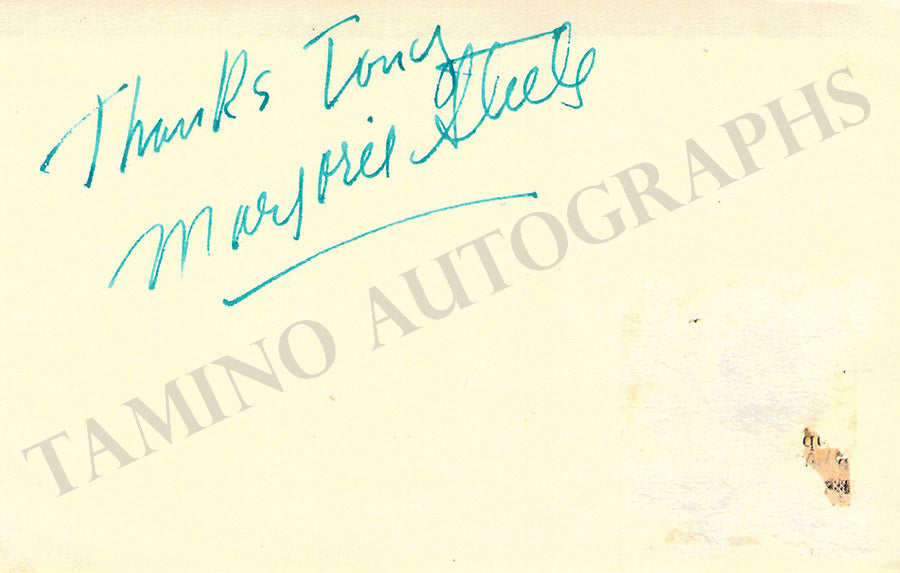 Thanks Tony
Marjorie Steele
TAMINO AUTOGRAPHS